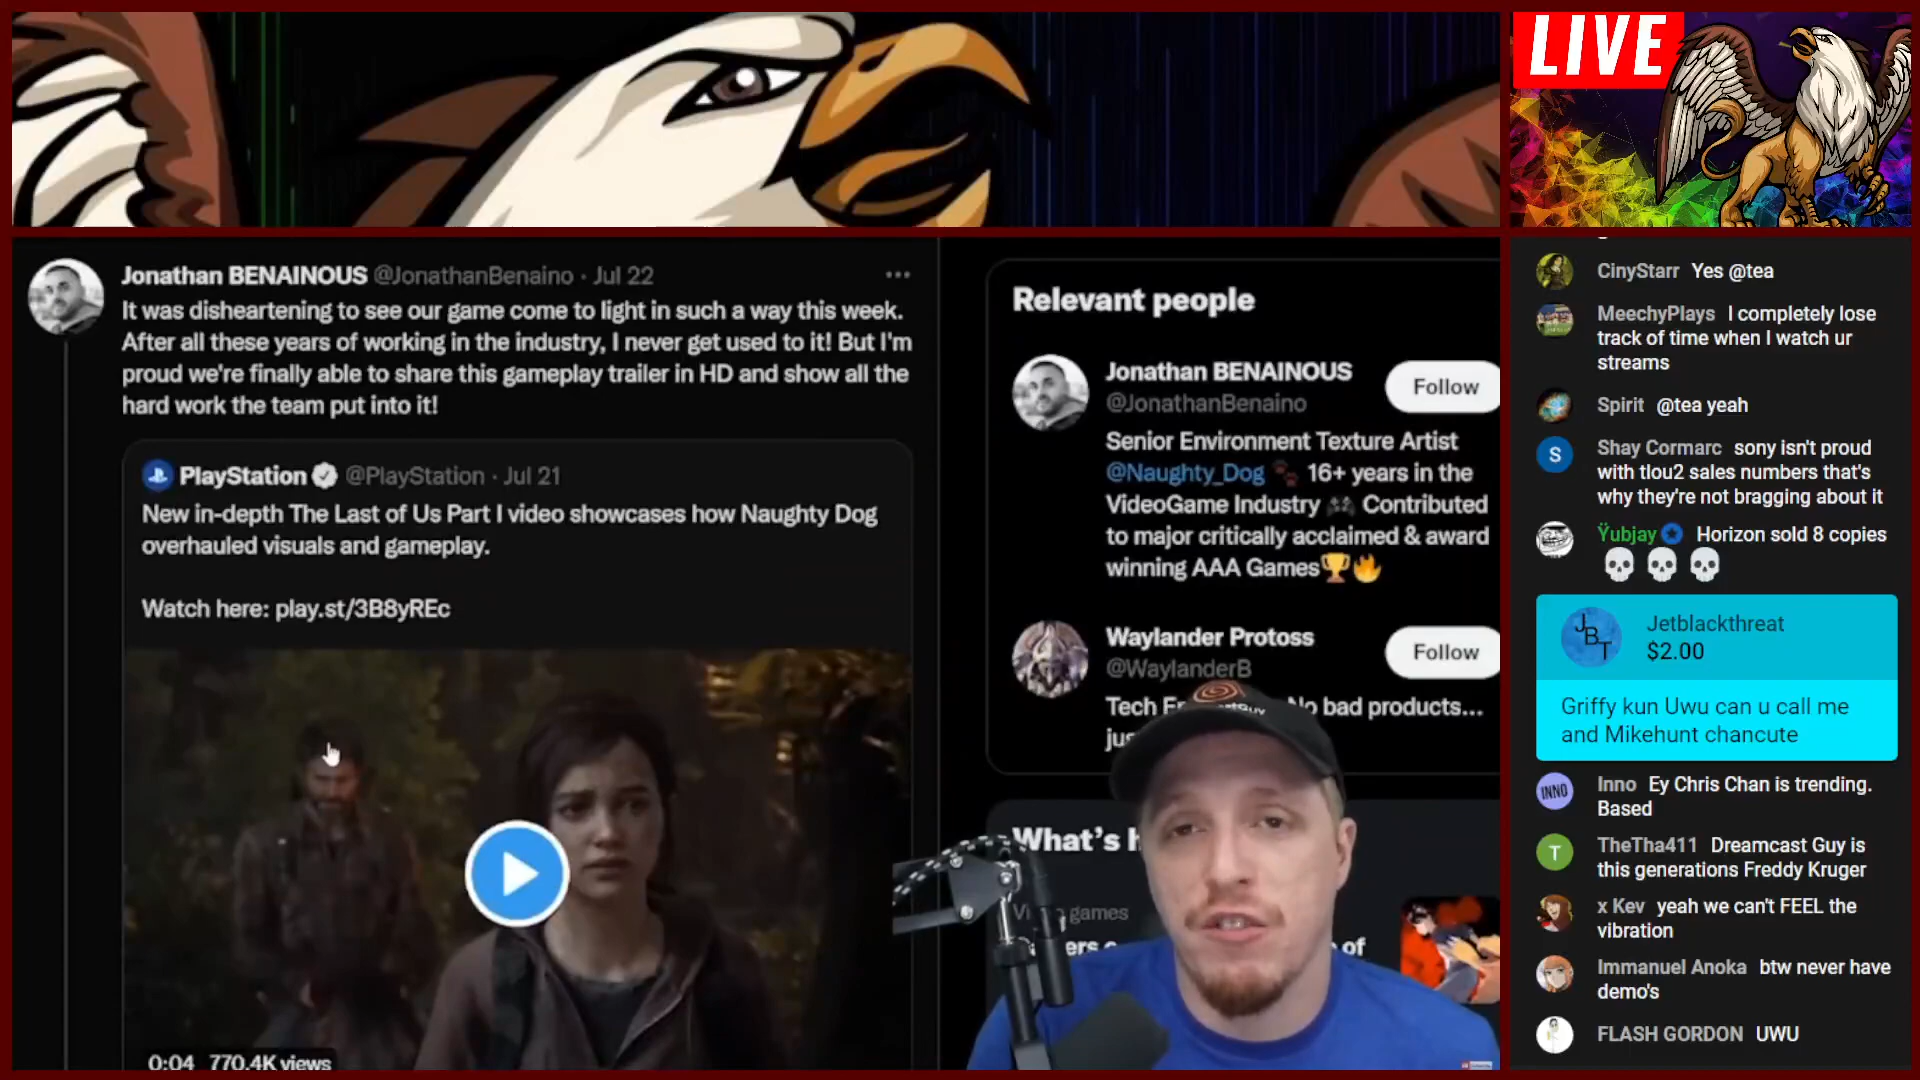 LIVE
Jonathan BENAINOUS @JonathanBenaino · Jul 22
It was disheartening to see our game come to light in such a way this week.
After all these years of working in the industry, I never get used to it! But I'm
proud we're finally able to share this gameplay trailer in HD and show all the
hard work the team put into it!
PlayStation @PlayStation · Jul 21
New in-depth The Last of Us Part I video showcases how Naughty Dog
overhauled visuals and gameplay.
Watch here: play.st/3B8yREc
0:04 770.4K views
Relevant people
Jonathan BENAINOUS
@JonathanBenaino
Follow
Senior Environment Texture Artist
@Naughty_Dog 🐾 16+ years in the
VideoGame Industry 🎮 Contributed
to major critically acclaimed & award
winning AAA Games🏆🔥
Waylander Protoss
@WaylanderB
Follow
Tech No bad products...
What's
games
of
CinyStarr Yes @tea
MeechyPlays I completely lose
track of time when I watch ur
streams
Spirit @tea yeah
S
Shay Cormarc sony isn't proud
with tlou2 sales numbers that's
why they're not bragging about it
Ÿubjay Horizon sold 8 copies
💀💀💀
JBT
Jetblackthreat
$2.00
Griffy kun Uwu can u call me
and Mikehunt chancute
INNO
Inno Ey Chris Chan is trending.
Based
T
TheTha411 Dreamcast Guy is
this generations Freddy Kruger
x Kev yeah we can't FEEL the
vibration
Immanuel Anoka btw never have
demo's
FLASH GORDON UWU